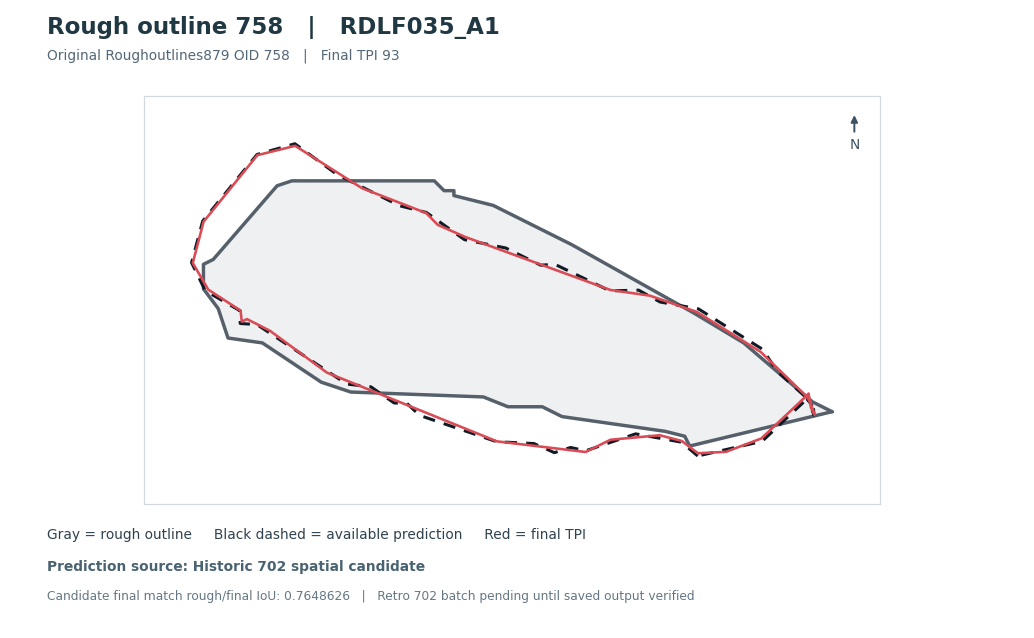 Rough outline 758 | RDLF035_A1
Original Roughoutlines879 OID 758 | Final TPI 93
N
Gray = rough outline Black dashed = available prediction Red = final TPI
Prediction source: Historic 702 spatial candidate
Candidate final match rough/final IoU: 0.7648626 | Retro 702 batch pending until saved output verified